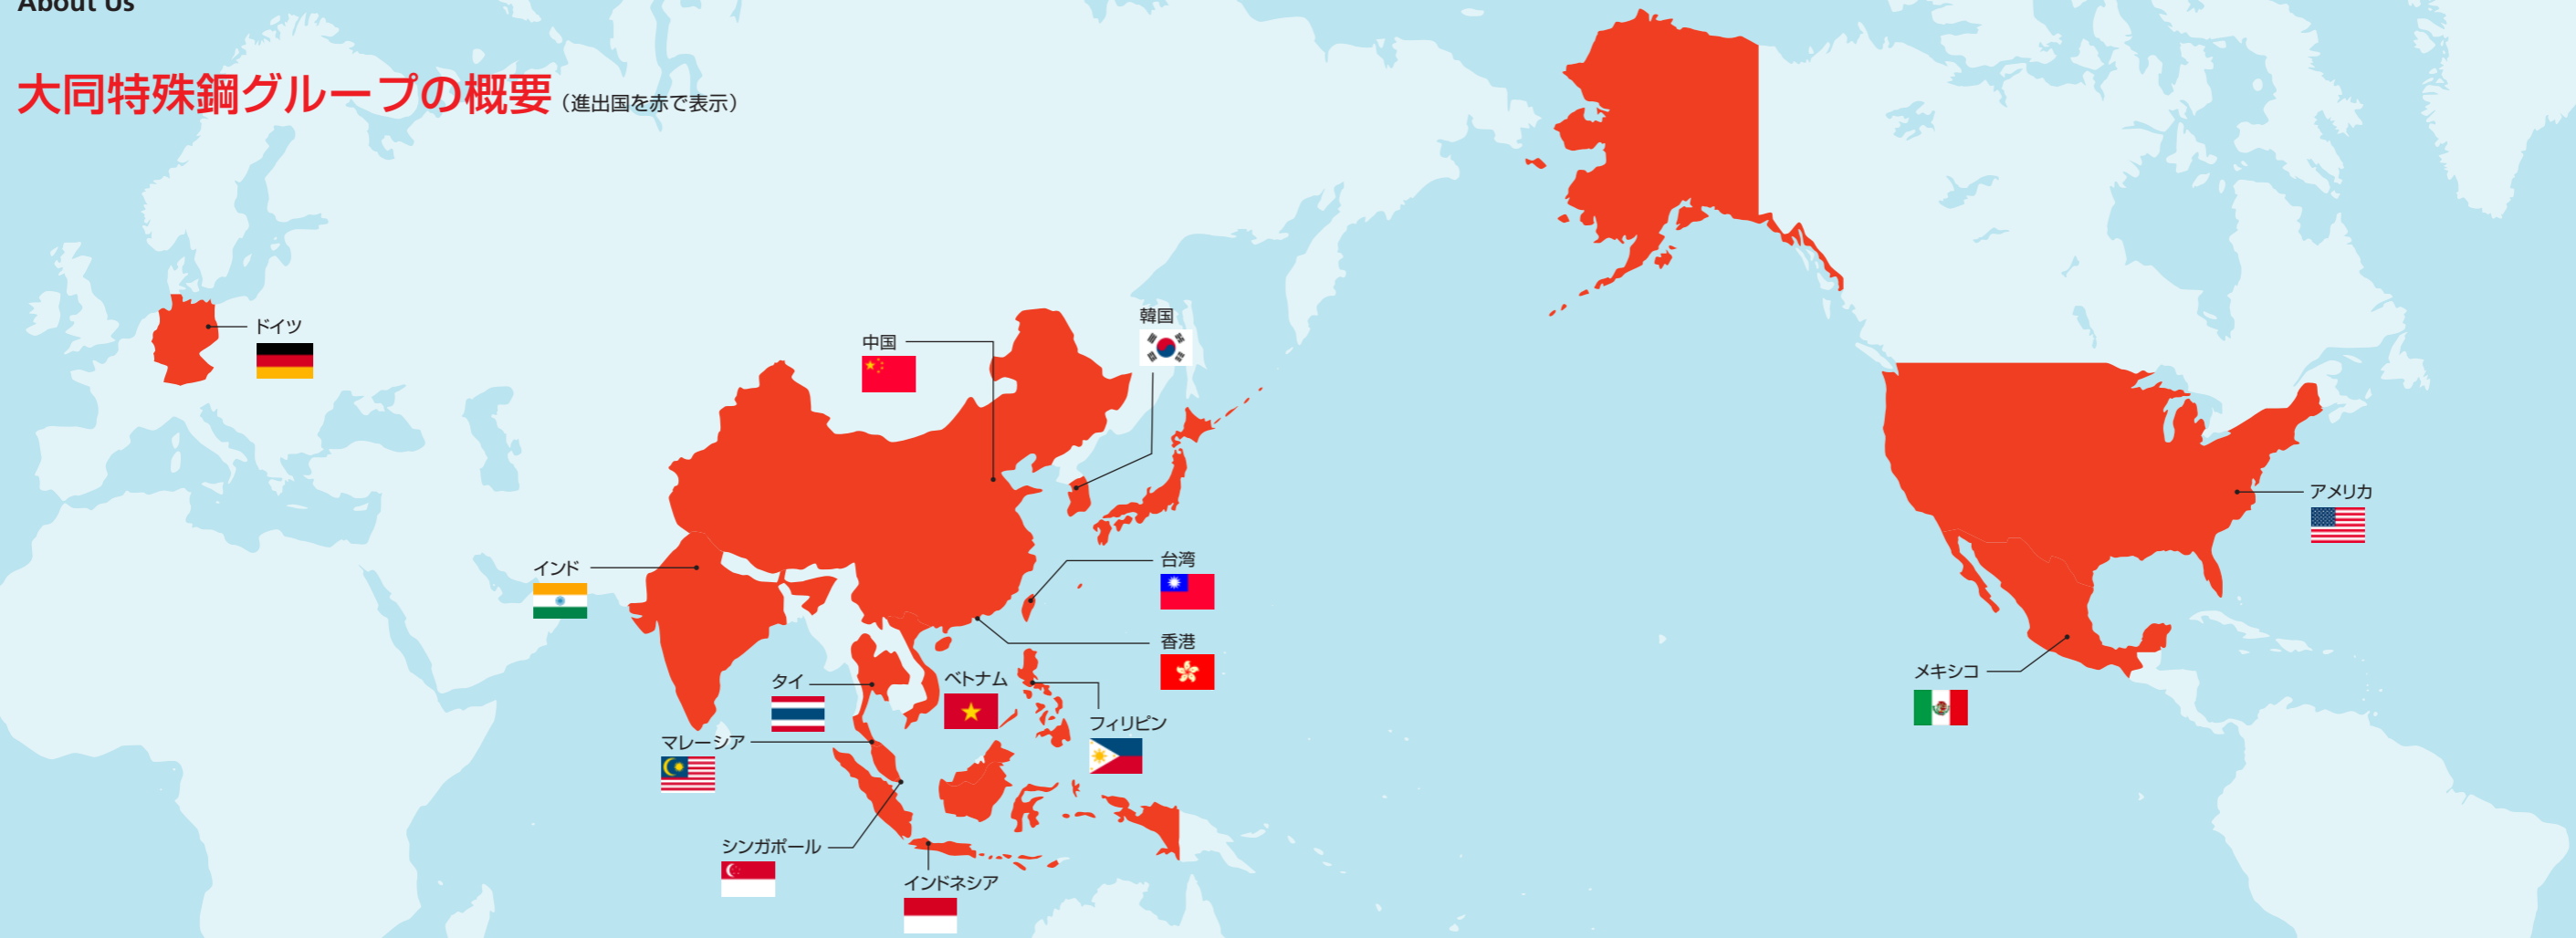 About Us
大同特殊鋼グループの概要（進出国を赤で表示）
ドイツ
中国
韓国
アメリカ
インド
台湾
香港
メキシコ
タイ
ベトナム
フィリピン
マレーシア
シンガポール
インドネシア